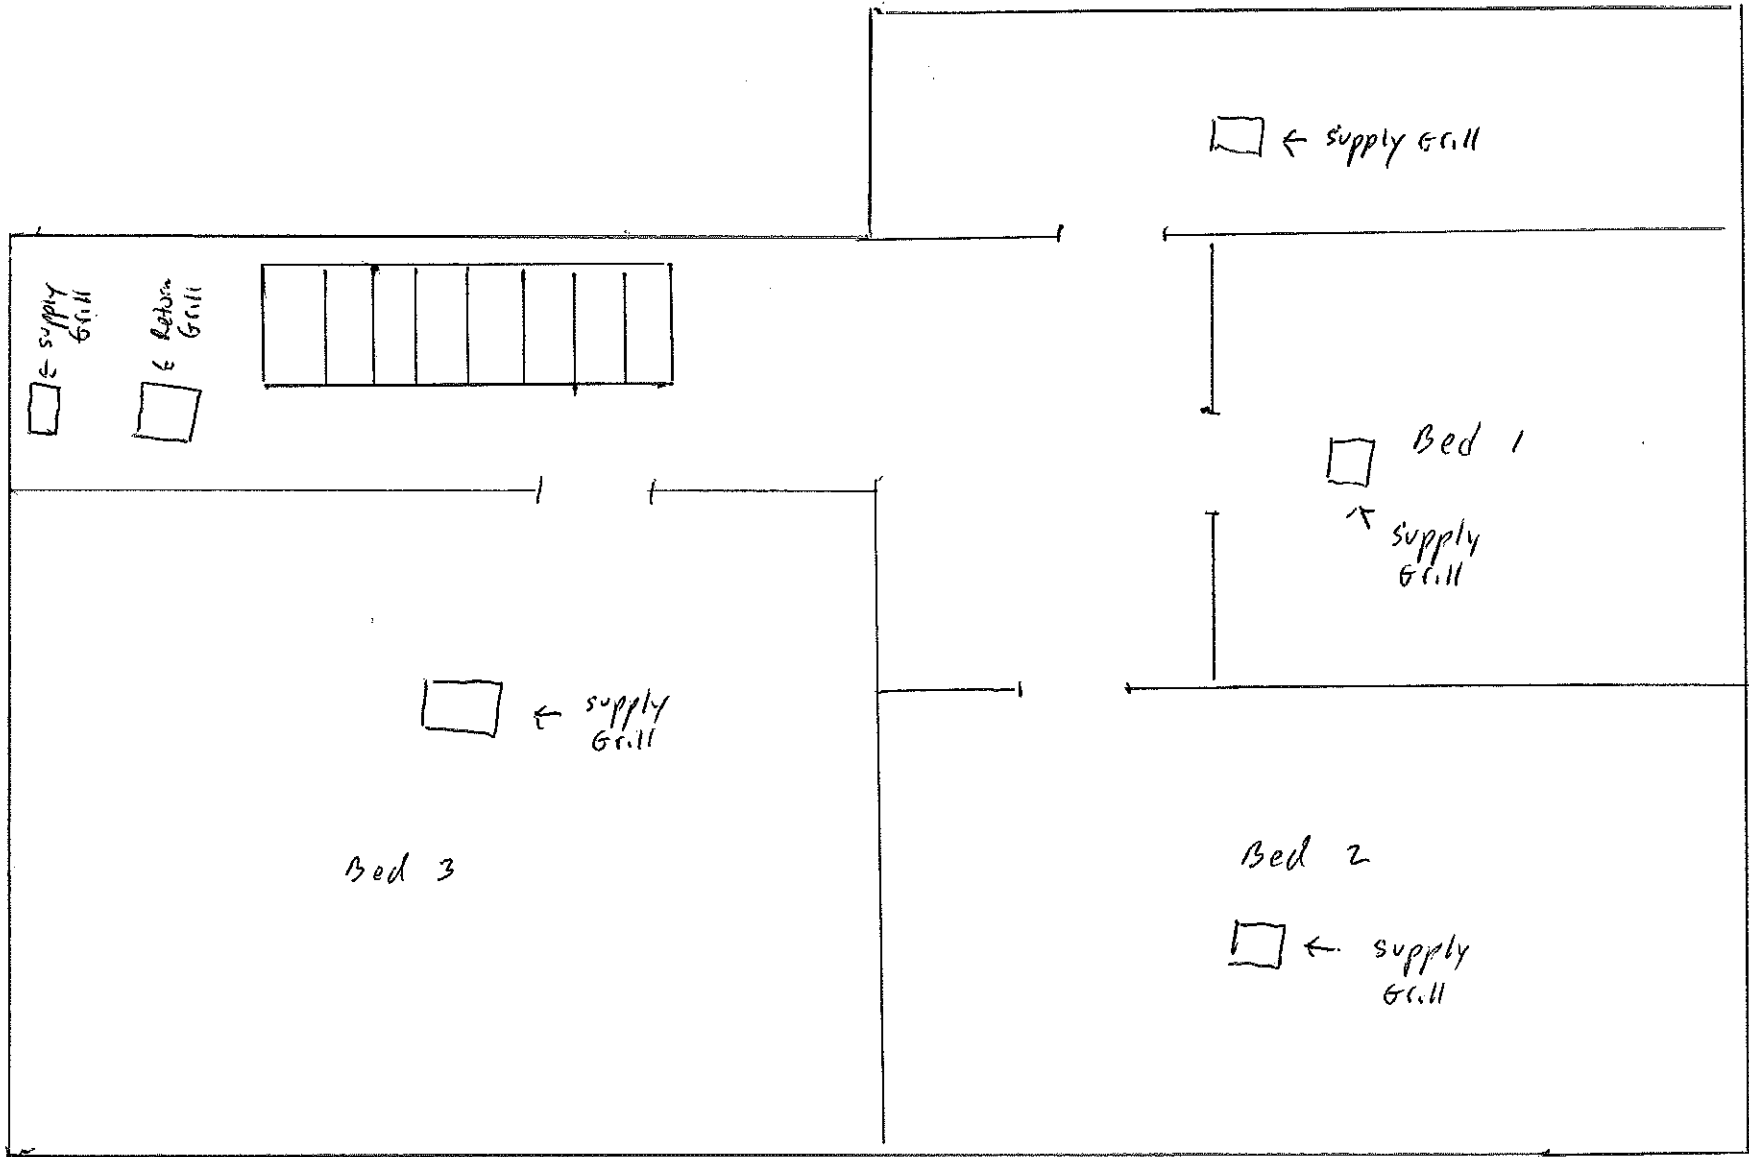 ← supply Grill
← supply
Grill
← Return
Grill
Bed 1
supply
Grill
← supply
Grill
Bed 3
Bed 2
← supply
Grill